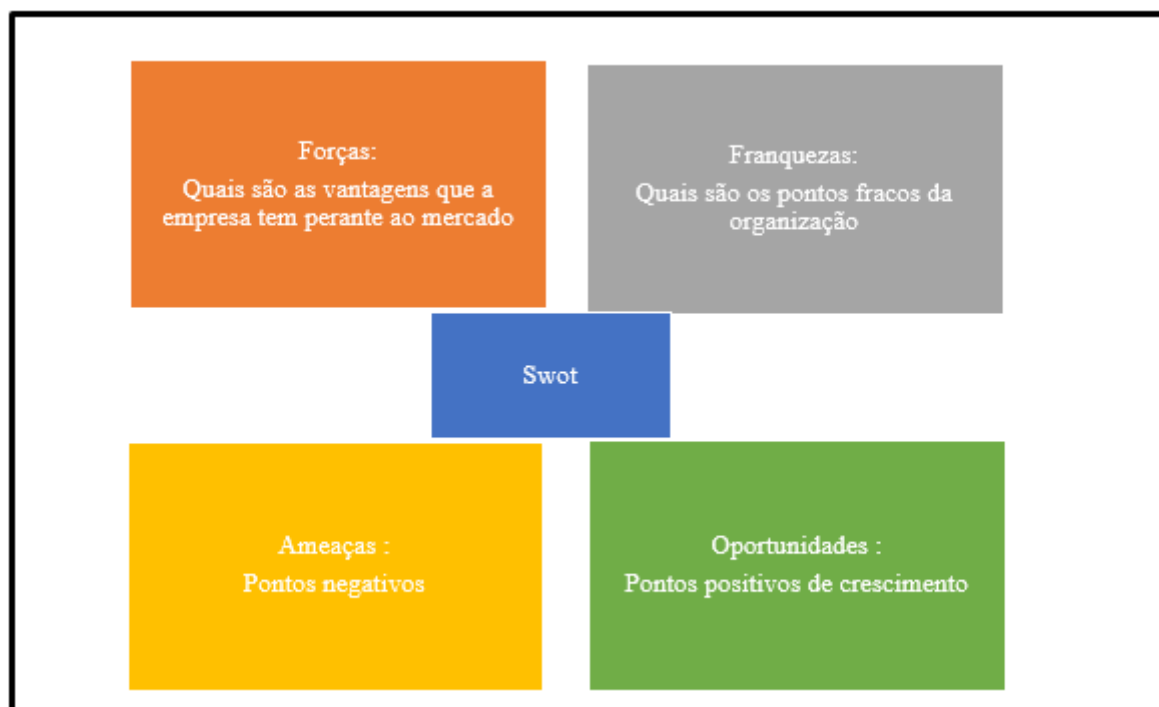 Forças:
Quais são as vantagens que a
empresa tem perante ao mercado
Franquezas:
Quais são os pontos fracos da
organização
Swot
Ameaças :
Pontos negativos
Oportunidades :
Pontos positivos de crescimento